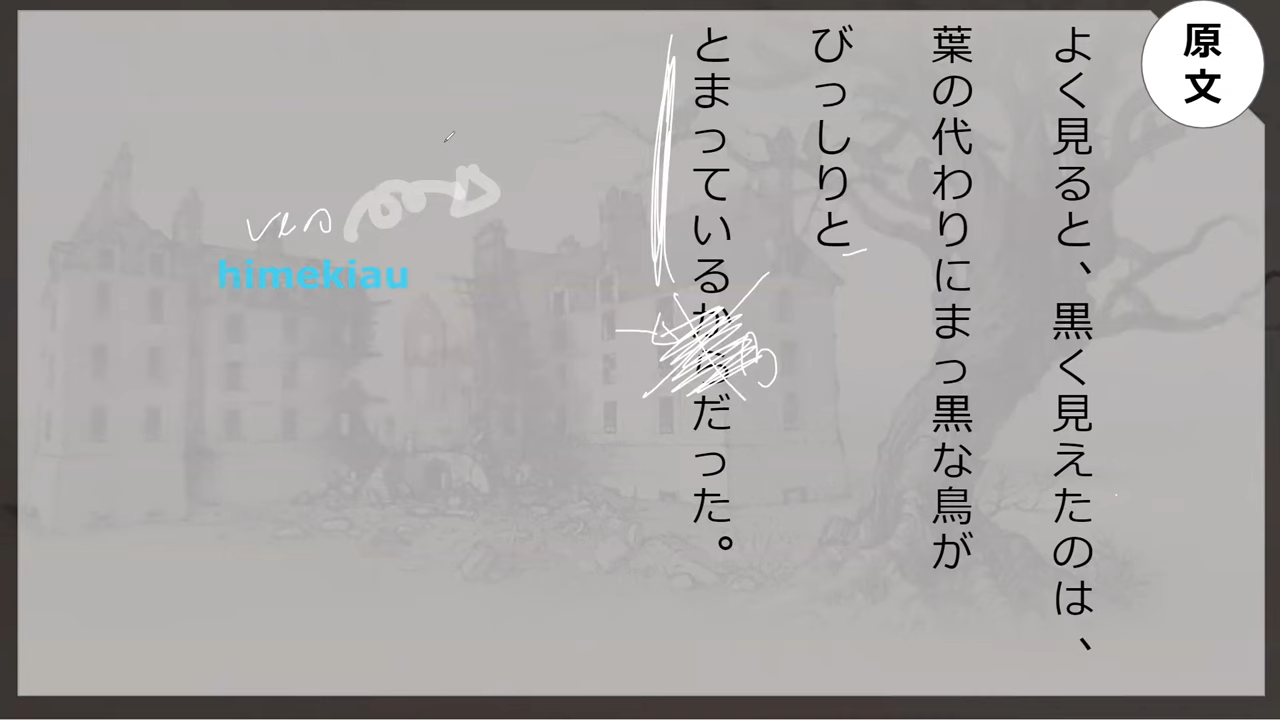 原文
よく見ると、黒く見えたのは、
葉の代わりにまっ黒な鳥が
びっしりと
とまっているからだった。
himekiau